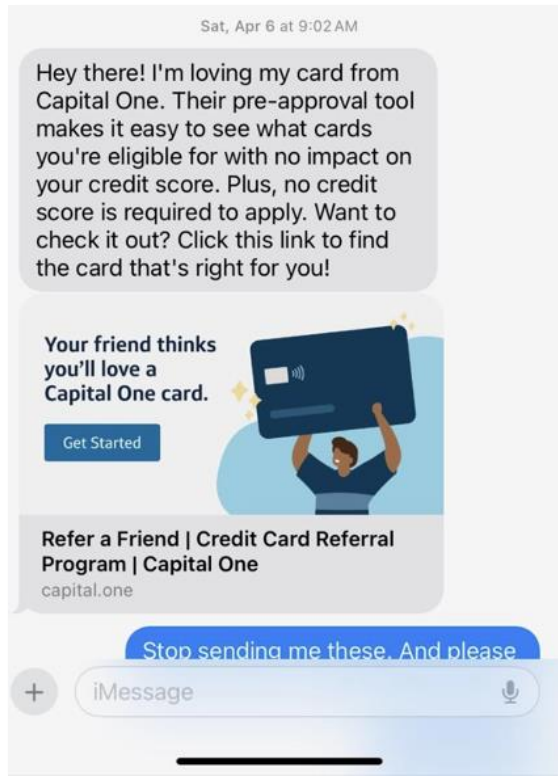 Sat, Apr 6 at 9:02 AM
Hey there! I'm loving my card from
Capital One. Their pre-approval tool
makes it easy to see what cards
you're eligible for with no impact on
your credit score. Plus, no credit
score is required to apply. Want to
check it out? Click this link to find
the card that's right for you!
Your friend thinks
you'll love a
Capital One card.
Get Started
Refer a Friend | Credit Card Referral
Program | Capital One
capital.one
Stop sending me these. And please
iMessage